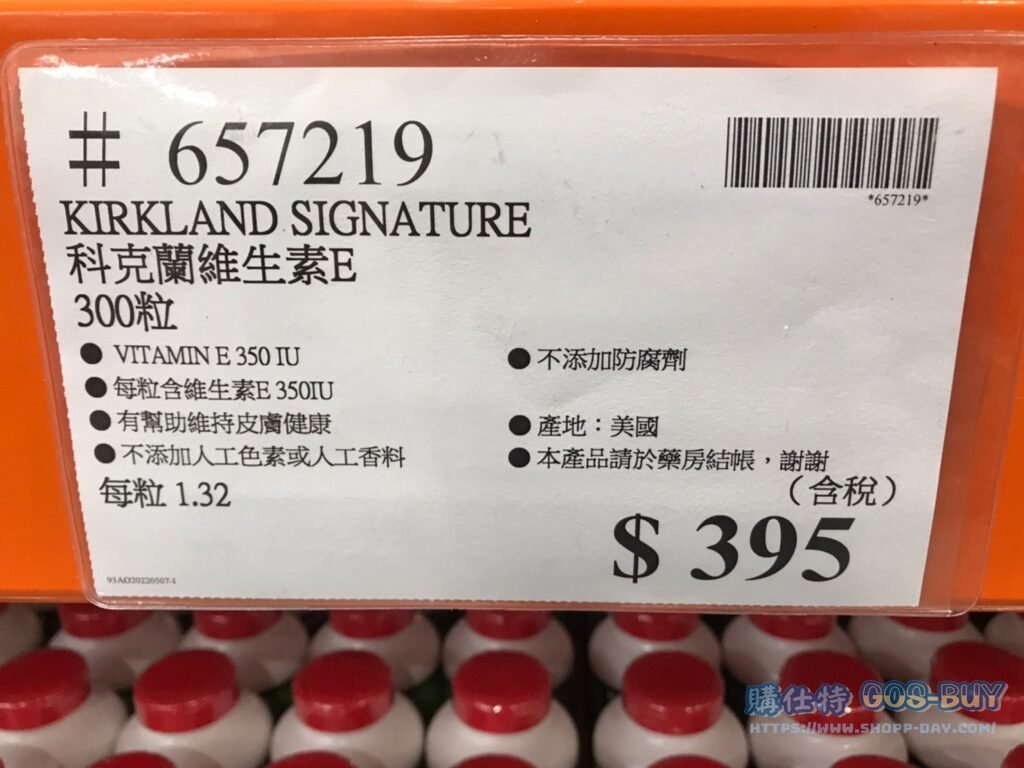 # 657219
*657219*
KIRKLAND SIGNATURE
科克蘭維生素E
300粒
● VITAMIN E 350 IU
● 每粒含維生素E 350IU
● 有幫助維持皮膚健康
● 不添加人工色素或人工香料
● 不添加防腐劑
● 產地：美國
● 本產品請於藥房結帳，謝謝
每粒 1.32
（含稅）
$ 395
93AO20220507-1
購仕特 GOS-BUY
HTTPS://WWW.SHOPP-DAY.COM/